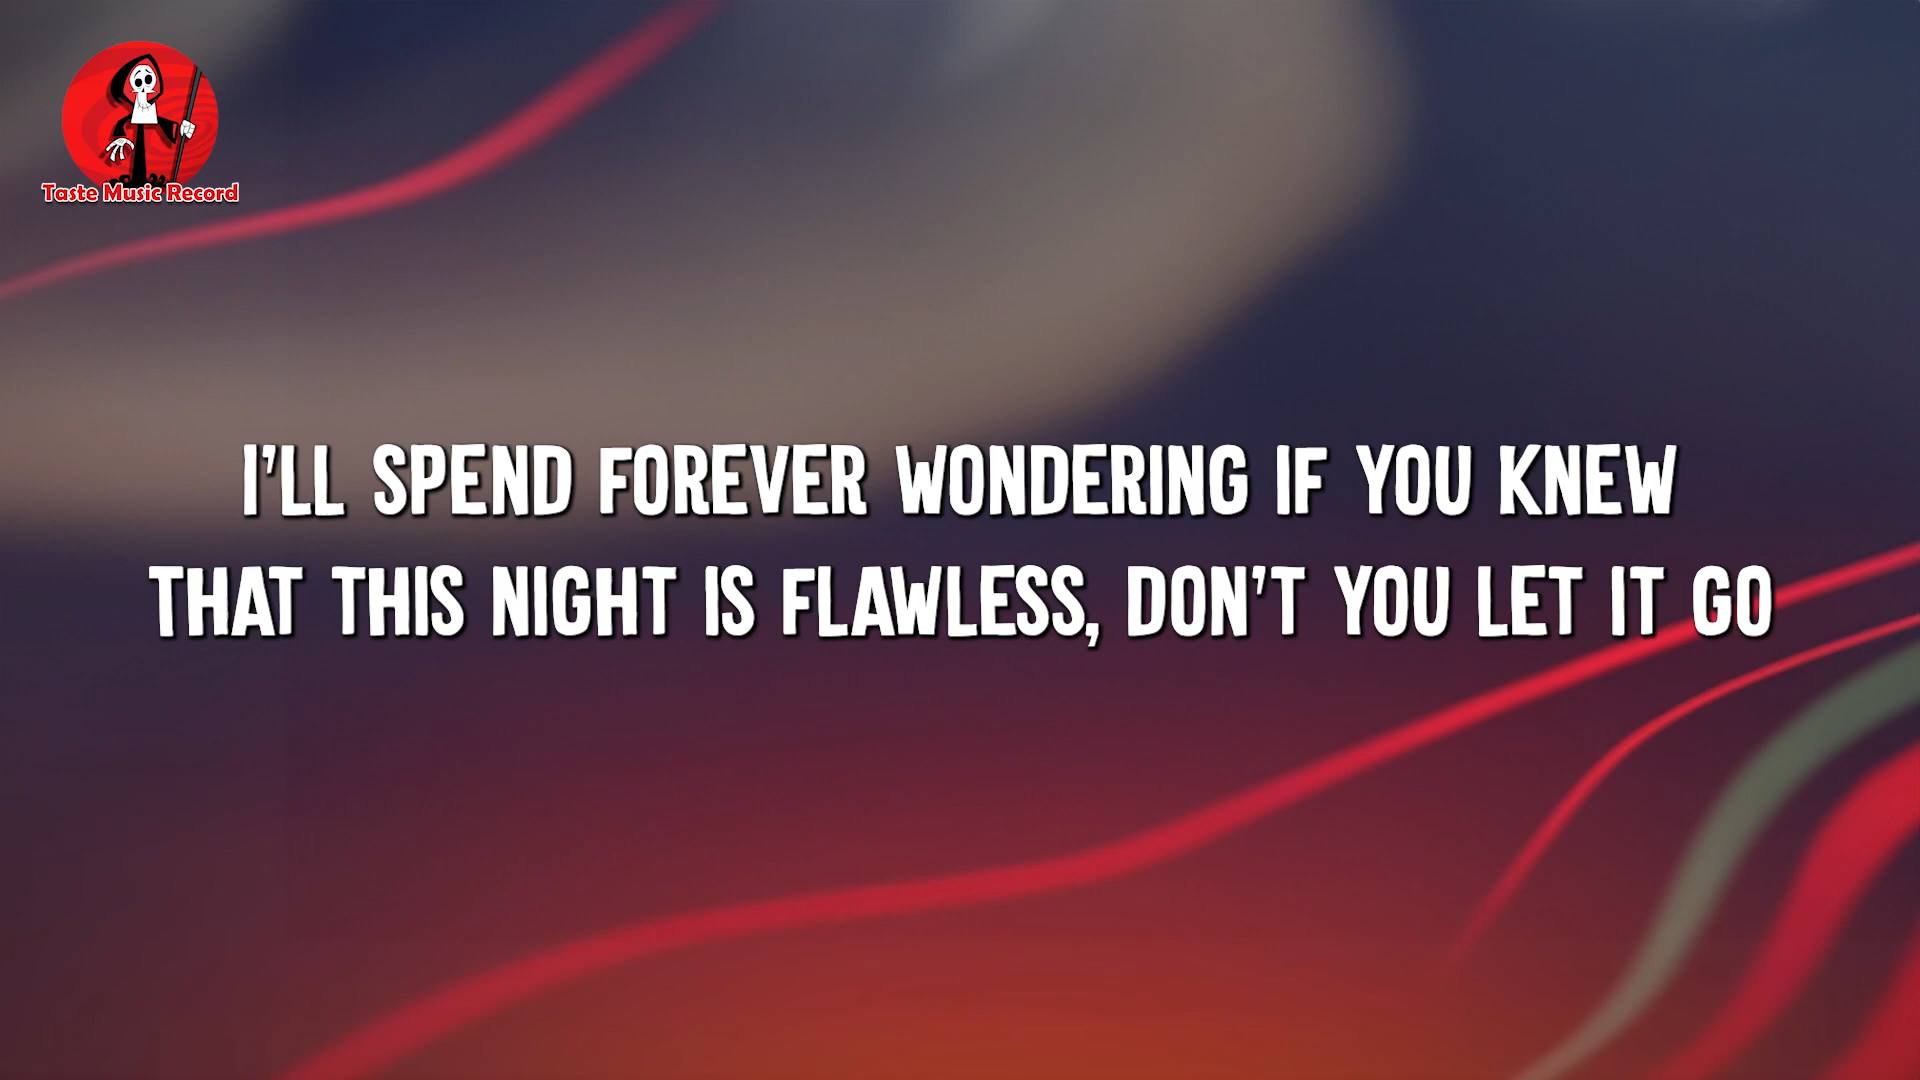 Taste Music Record
I'LL SPEND FOREVER WONDERING IF YOU KNEW
THAT THIS NIGHT IS FLAWLESS, DON'T YOU LET IT GO